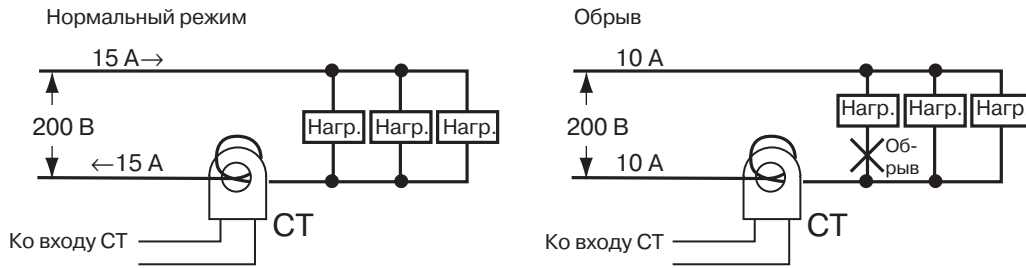 Нормальный режим
15 А→
200 В
Нагр. Нагр. Нагр.
←15 А
СТ
Ко входу СТ
Обрыв
10 А
200 В
Нагр. Нагр. Нагр.
Об-
рыв
10 А
СТ
Ко входу СТ